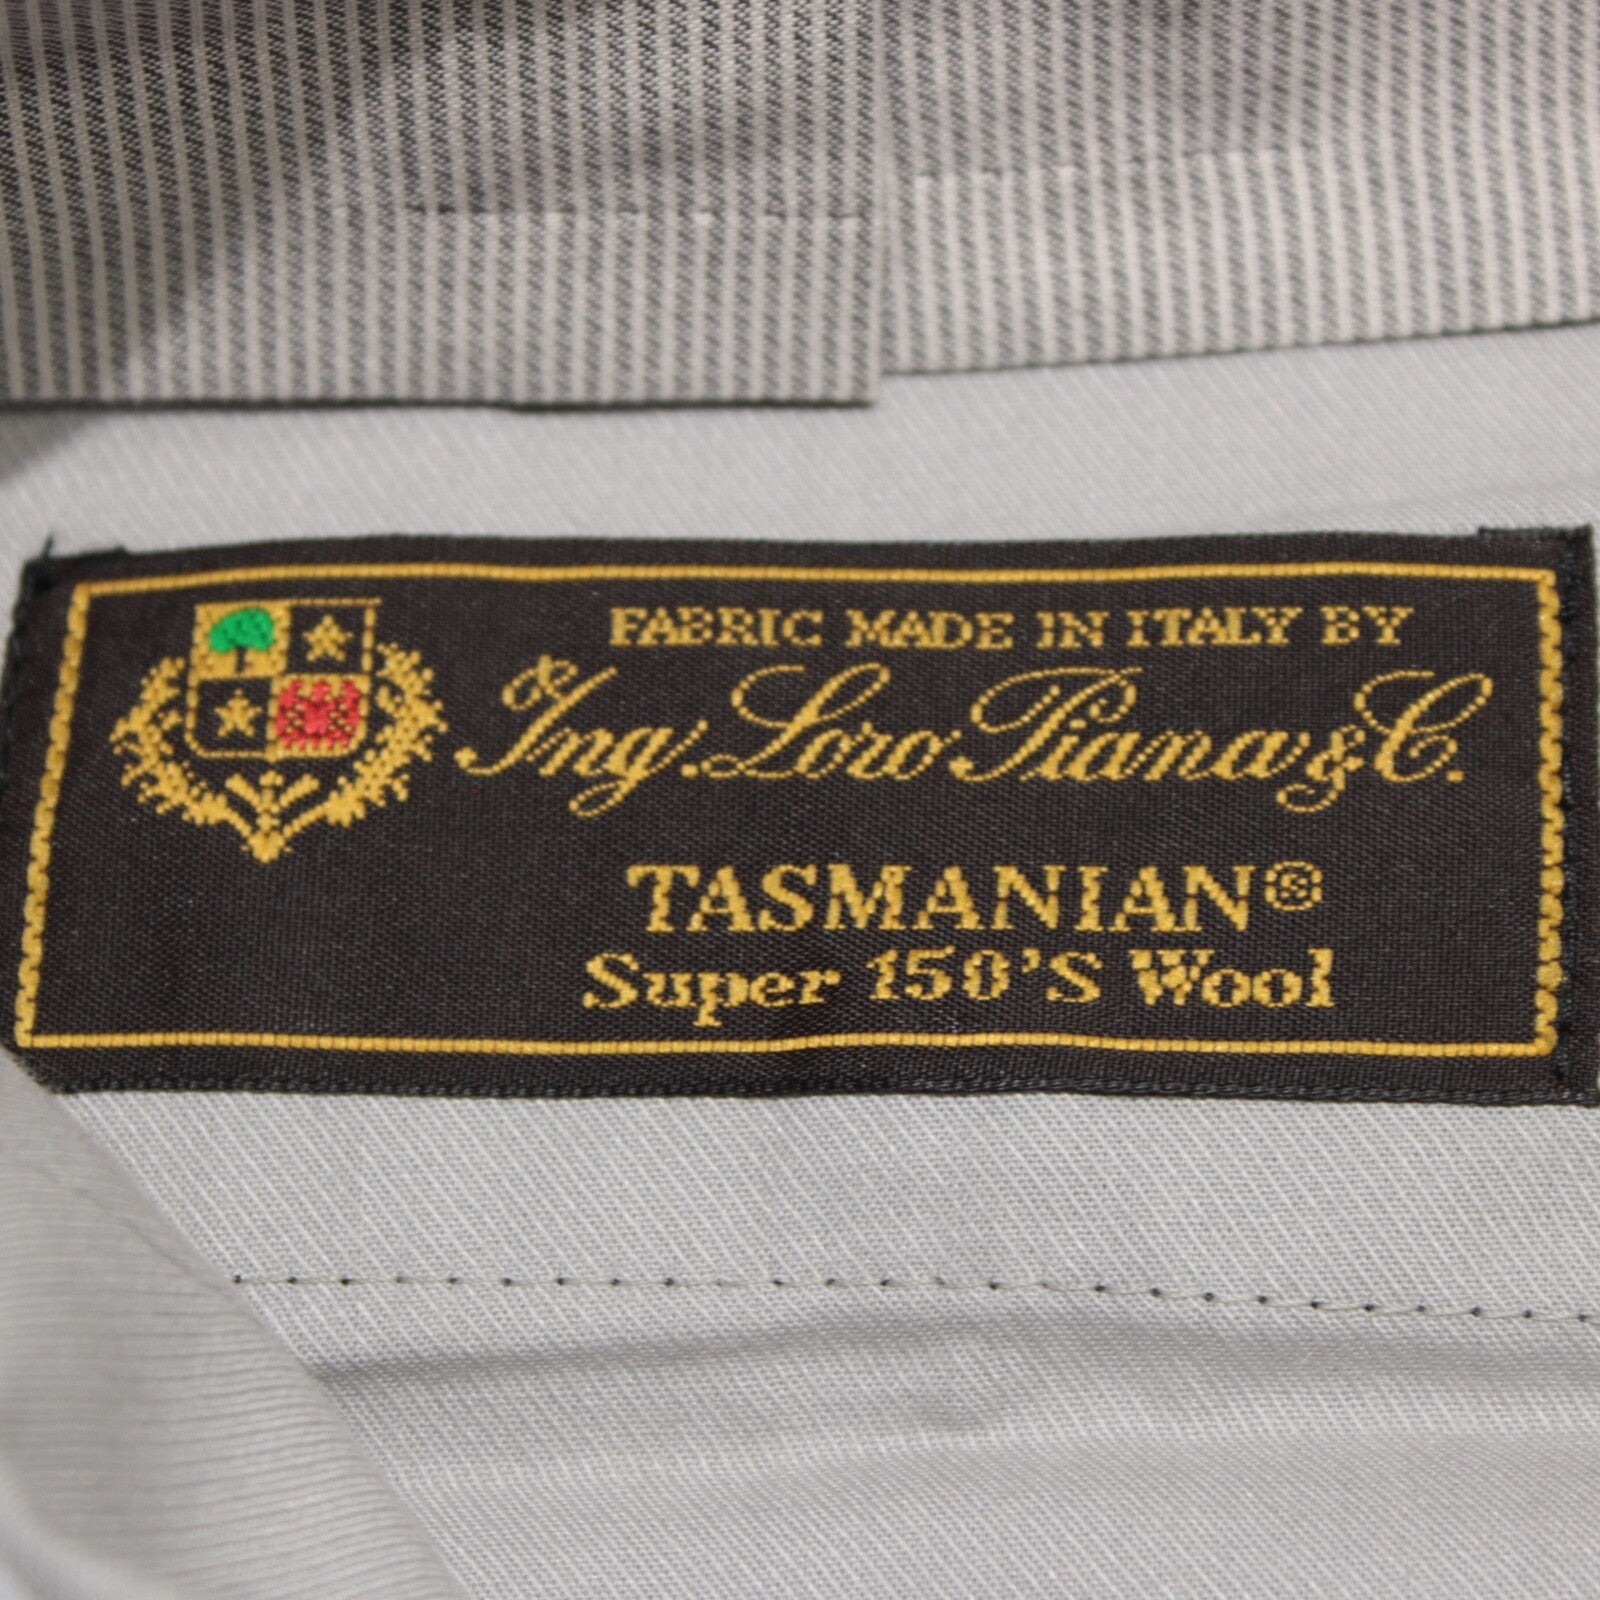 FABRIC MADE IN ITALY BY
Ing. Loro Piana & C.
TASMANIAN®
Super 150'S Wool